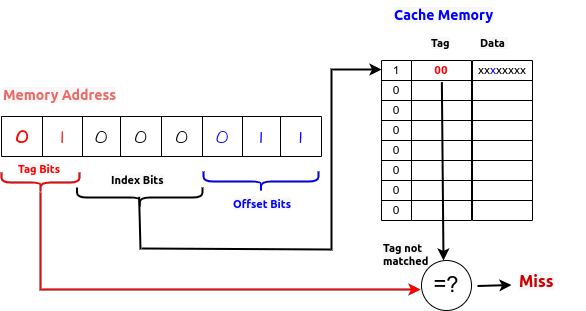 Cache Memory
Tag Data
1 00 xxxxxxxx
0
0
0
0
0
0
0
Memory Address
0 1 0 0 0 0 1 1
Tag Bits
Index Bits
Offset Bits
Tag not
matched
=?
Miss